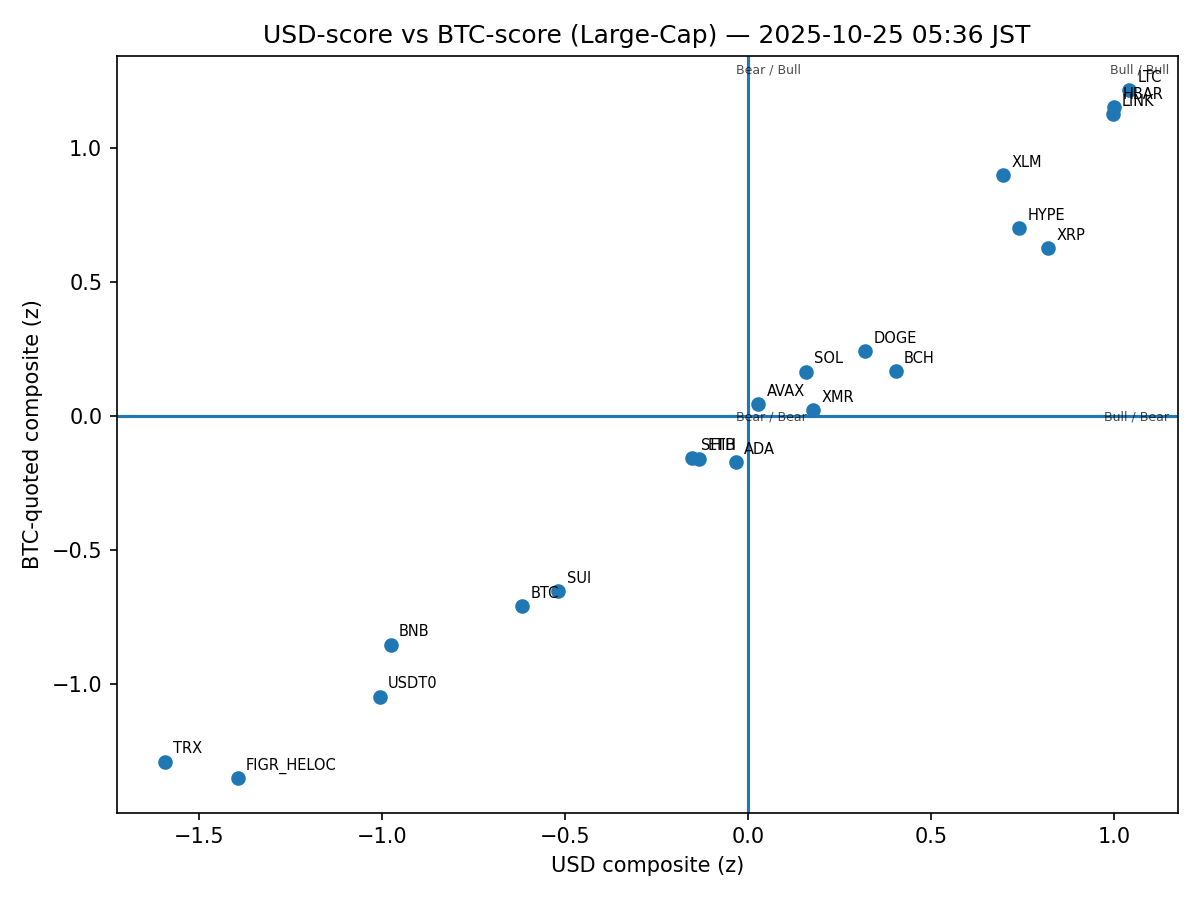 USD-score vs BTC-score (Large-Cap) — 2025-10-25 05:36 JST
Bear / Bull
Bull / Bull
LTC
HBAR
LINK
1.0
XLM
HYPE
XRP
0.5
DOGE
SOL
BCH
AVAX
XMR
0.0
Bear / Bear
Bull / Bear
SHIB
ETH
ADA
−0.5
SUI
BTC
BNB
USDT0
−1.0
TRX
FIGR_HELOC
−1.5
−1.0
−0.5
0.0
0.5
1.0
USD composite (z)
BTC-quoted composite (z)